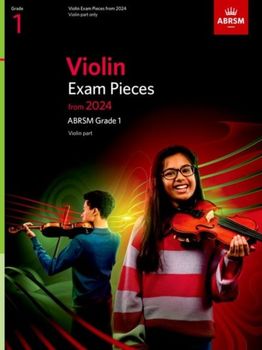 Grade
1
Violin Exam Pieces from 2024
Violin part only
ABRSM
Violin
Exam Pieces
from 2024
ABRSM Grade 1
Violin part